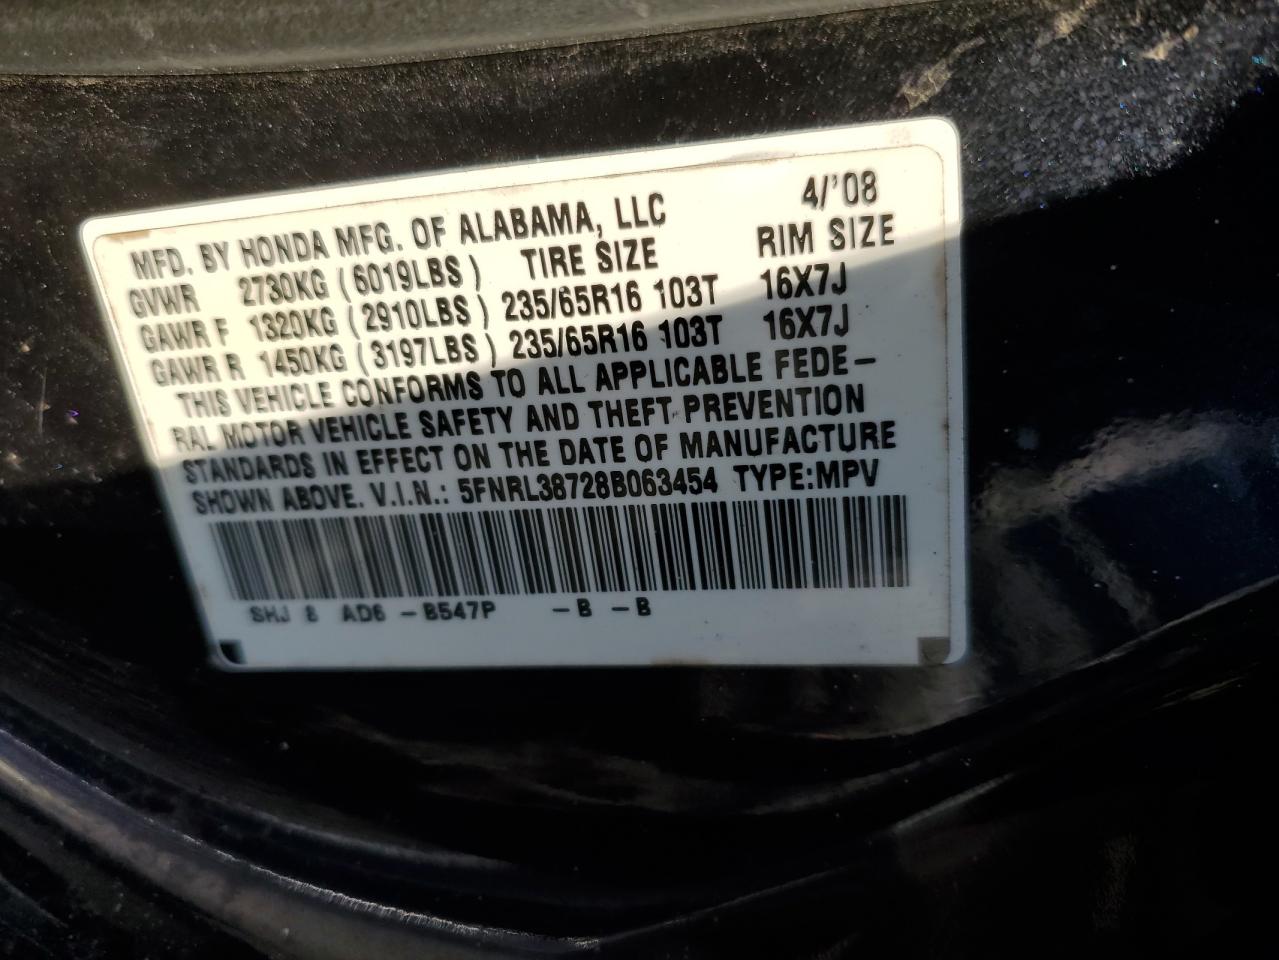 MFD. BY HONDA MFG. OF ALABAMA, LLC 4/'08
GVWR 2730KG (6019LBS) TIRE SIZE RIM SIZE
GAWR F 1320KG (2910LBS) 235/65R16 103T 16X7J
GAWR R 1450KG (3197LBS) 235/65R16 103T 16X7J
THIS VEHICLE CONFORMS TO ALL APPLICABLE FEDE-
RAL MOTOR VEHICLE SAFETY AND THEFT PREVENTION
STANDARDS IN EFFECT ON THE DATE OF MANUFACTURE
SHOWN ABOVE. V.I.N.: 5FNRL38728B063454 TYPE:MPV
SHJ 8 AD6 - B547P - B - B